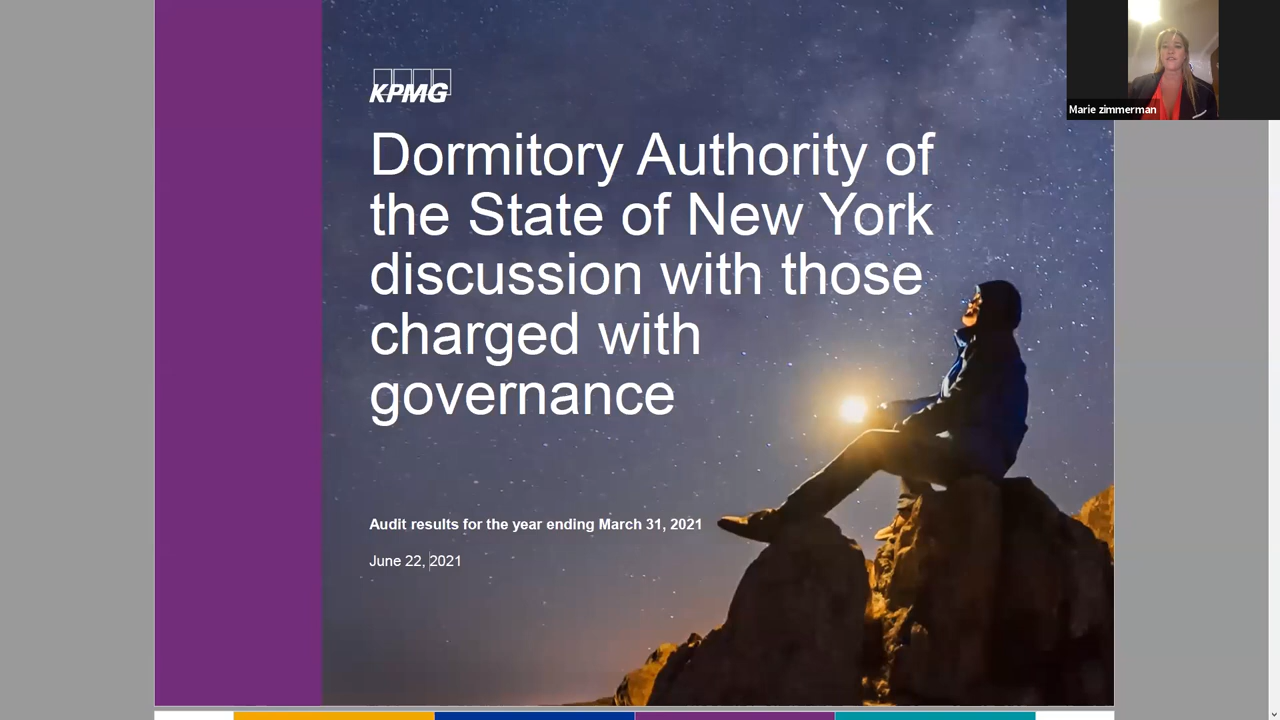 KPMG
Dormitory Authority of
the State of New York
discussion with those
charged with
governance
Audit results for the year ending March 31, 2021
June 22, 2021
Marie zimmerman